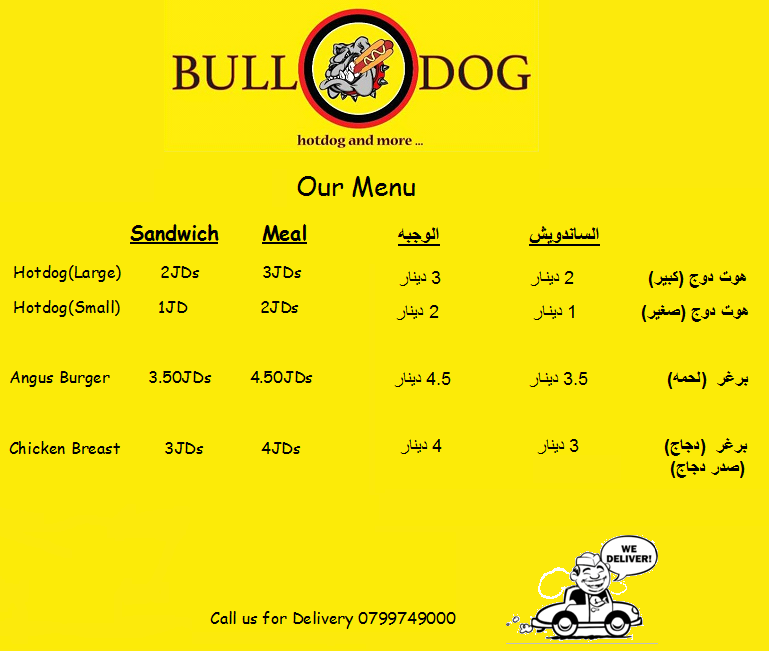 BULL DOG
hotdog and more ...
Our Menu
Sandwich Meal الساندويش الوجبه
Hotdog(Large) 2JDs 3JDs هوت دوج (كبير) 2 دينار 3 دينار
Hotdog(Small) 1JD 2JDs هوت دوج (صغير) 1 دينار 2 دينار
Angus Burger 3.50JDs 4.50JDs برغر (لحمه) 3.5 دينار 4.5 دينار
Chicken Breast 3JDs 4JDs برغر (دجاج) 3 دينار 4 دينار
(صدر دجاج)
WE
DELIVER!
Call us for Delivery 0799749000